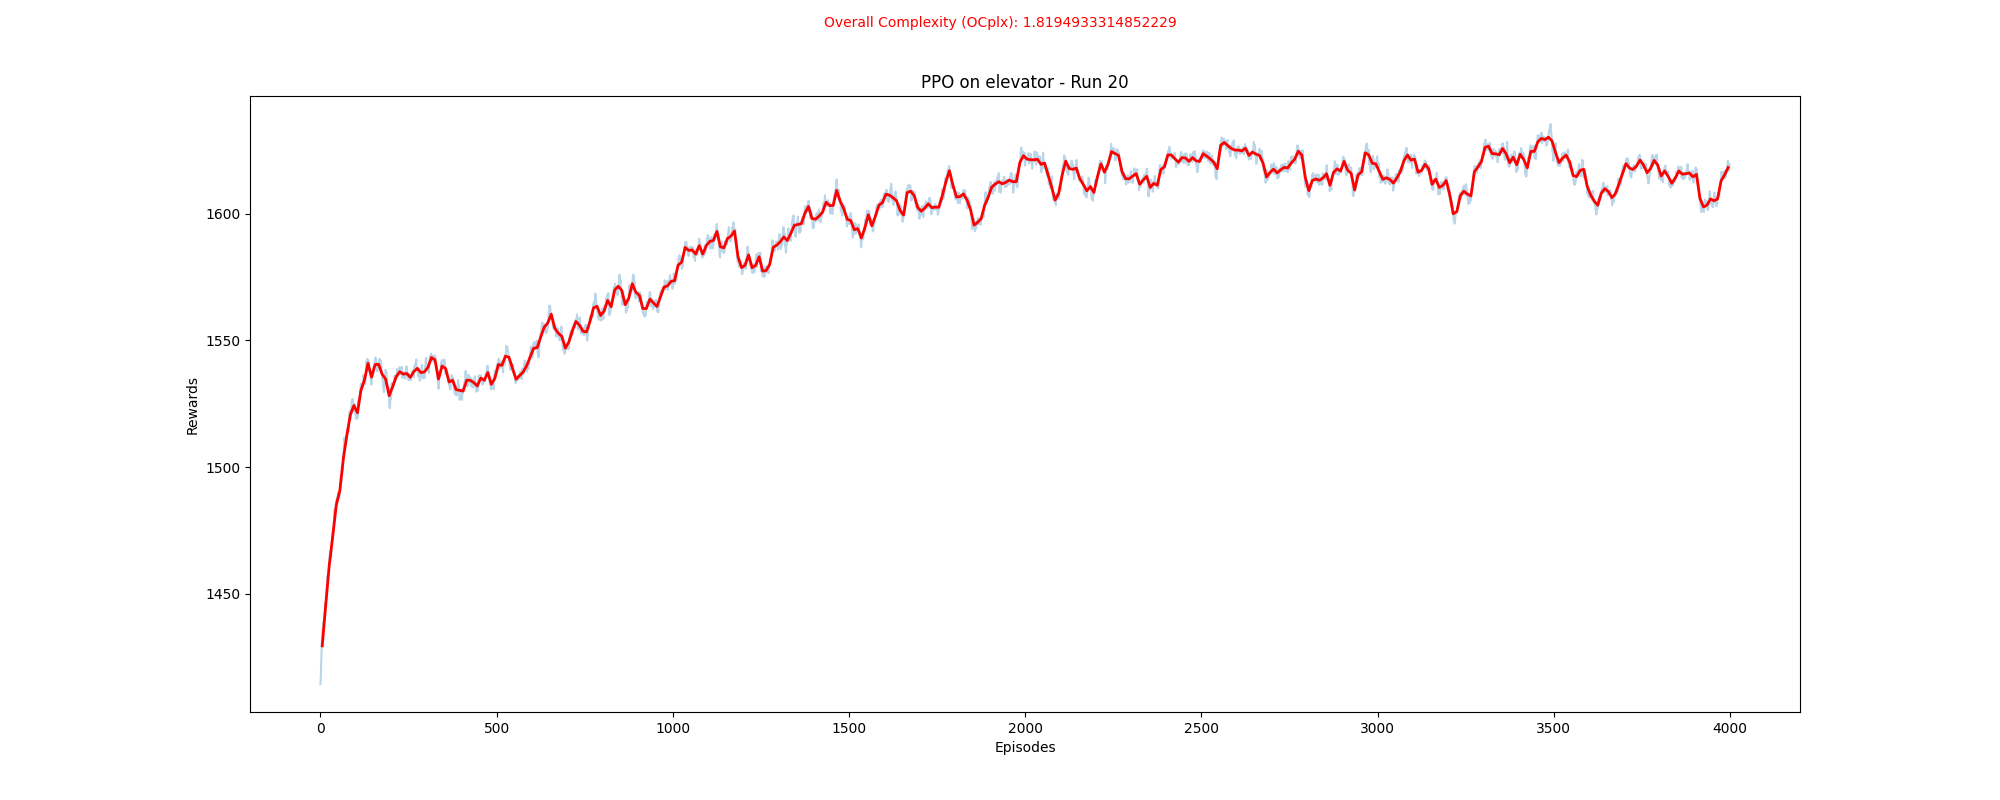 Overall Complexity (OCplx): 1.8194933314852229
PPO on elevator - Run 20
1600
1550
1500
1450
Rewards
0 500 1000 1500 2000 2500 3000 3500 4000
Episodes